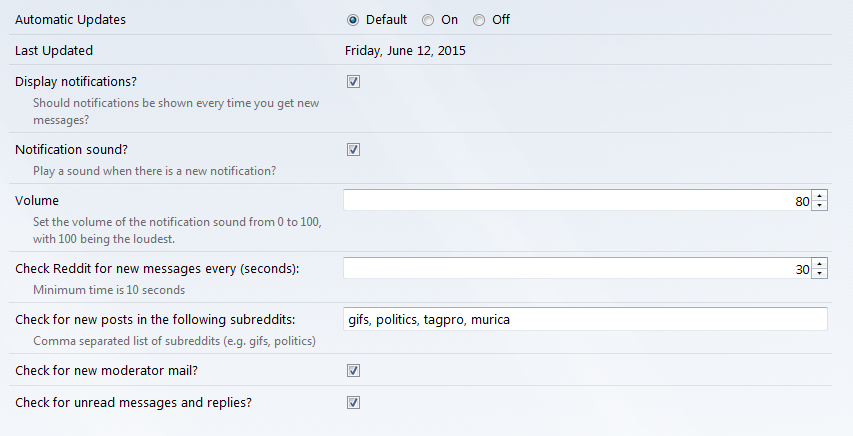 Automatic Updates Default On Off
Last Updated Friday, June 12, 2015
Display notifications?
Should notifications be shown every time you get new
messages?
Notification sound?
Play a sound when there is a new notification?
Volume 80
Set the volume of the notification sound from 0 to 100,
with 100 being the loudest.
Check Reddit for new messages every (seconds): 30
Minimum time is 10 seconds
Check for new posts in the following subreddits: gifs, politics, tagpro, murica
Comma separated list of subreddits (e.g. gifs, politics)
Check for new moderator mail?
Check for unread messages and replies?